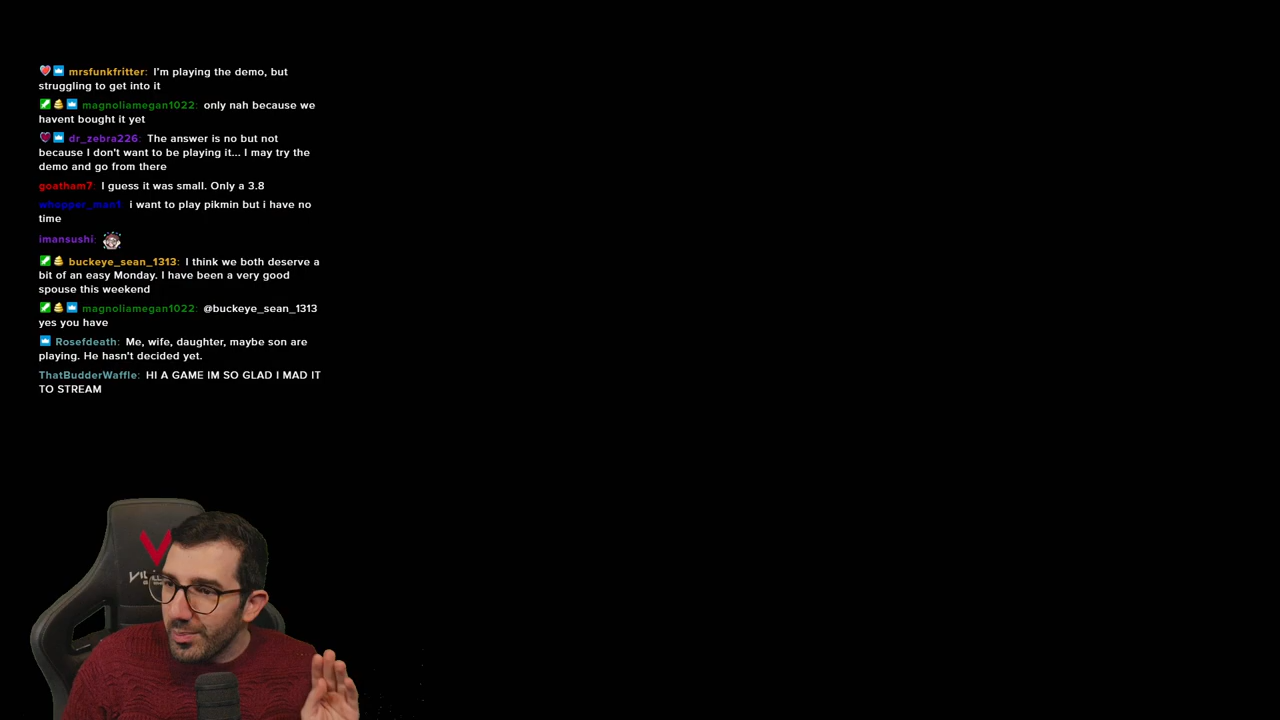 mrsfunkfritter: I'm playing the demo, but
struggling to get into it
magnoliamegan1022: only nah because we
havent bought it yet
dr_zebra226: The answer is no but not
because I don't want to be playing it... I may try the
demo and go from there
goatham7: I guess it was small. Only a 3.8
whopper_man1: i want to play pikmin but i have no
time
imansushi:
buckeye_sean_1313: I think we both deserve a
bit of an easy Monday. I have been a very good
spouse this weekend
magnoliamegan1022: @buckeye_sean_1313
yes you have
Rosefdeath: Me, wife, daughter, maybe son are
playing. He hasn't decided yet.
ThatBudderWaffle: HI A GAME IM SO GLAD I MAD IT
TO STREAM